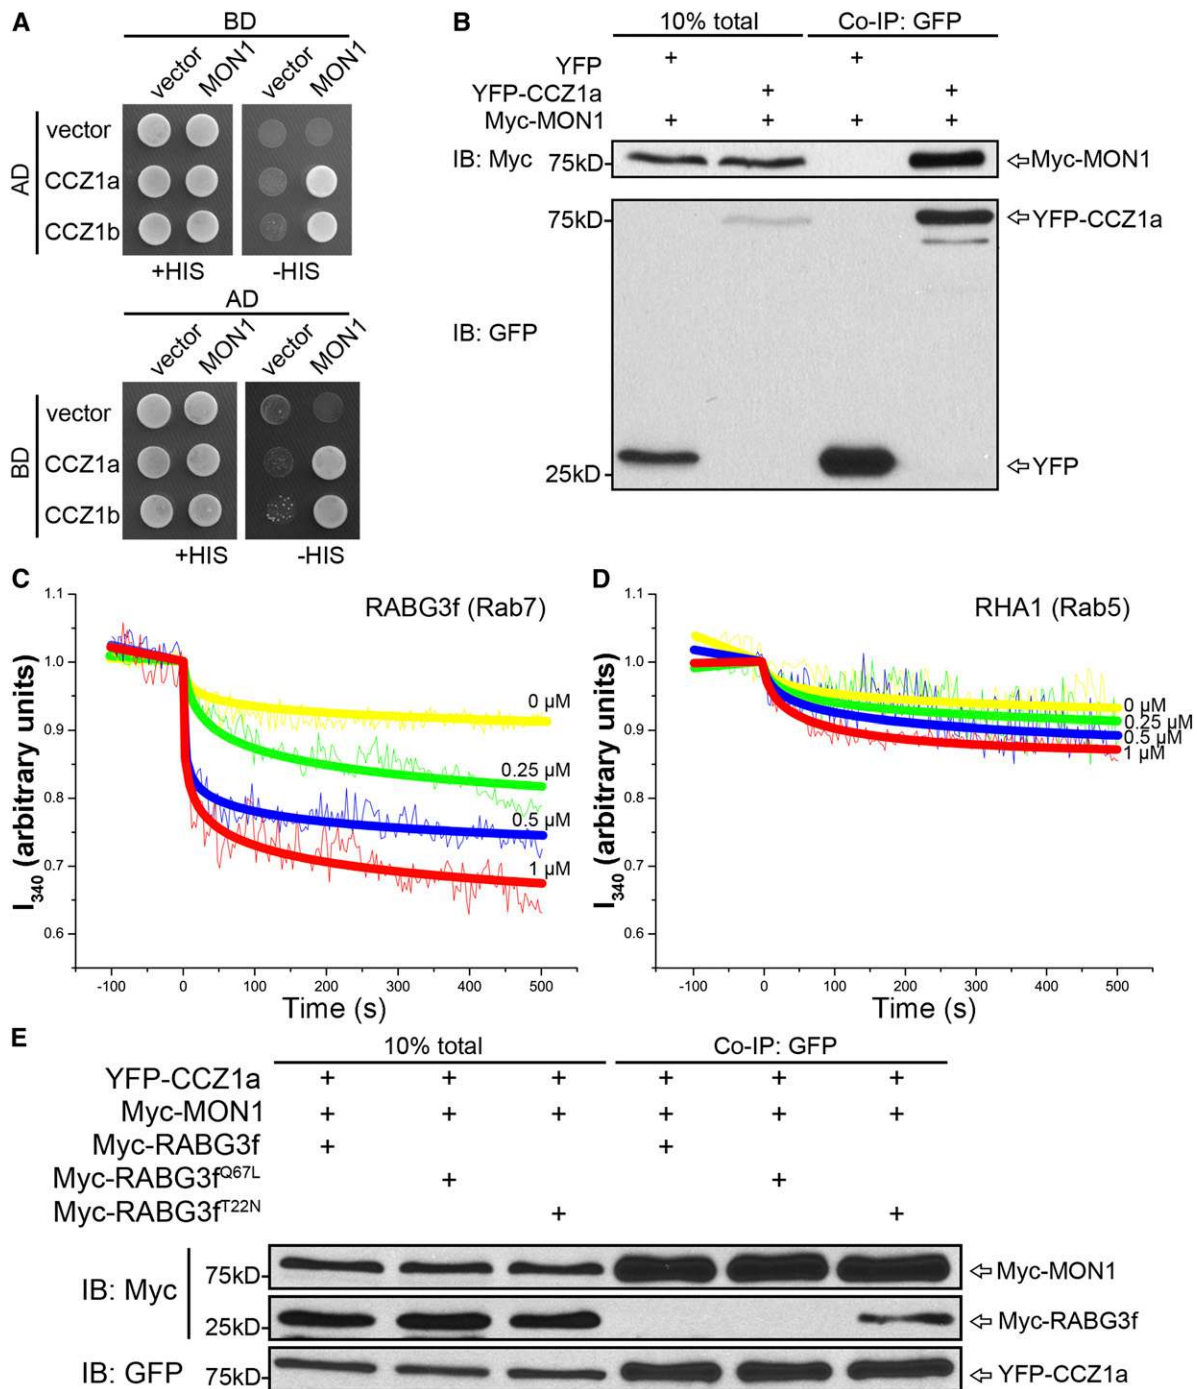 A
BD
vector MON1 vector MON1
AD
vector
CCZ1a
CCZ1b
+HIS -HIS
AD
vector MON1 vector MON1
BD
vector
CCZ1a
CCZ1b
+HIS -HIS
B
10% total Co-IP: GFP
YFP + +
YFP-CCZ1a + +
Myc-MON1 + + + +
IB: Myc 75kD ⇦Myc-MON1
75kD ⇦YFP-CCZ1a
IB: GFP
25kD ⇦YFP
C
RABG3f (Rab7)
I340 (arbitrary units)
1.1
1.0
0.9
0.8
0.7
0.6
0 µM
0.25 µM
0.5 µM
1 µM
-100 0 100 200 300 400 500
Time (s)
D
RHA1 (Rab5)
I340 (arbitrary units)
1.1
1.0
0.9
0.8
0.7
0.6
0 µM
0.25 µM
0.5 µM
1 µM
-100 0 100 200 300 400 500
Time (s)
E
10% total Co-IP: GFP
YFP-CCZ1a + + + + + +
Myc-MON1 + + + + + +
Myc-RABG3f + +
Myc-RABG3fQ67L + +
Myc-RABG3fT22N + +
IB: Myc
75kD ⇦Myc-MON1
25kD ⇦Myc-RABG3f
IB: GFP 75kD ⇦YFP-CCZ1a